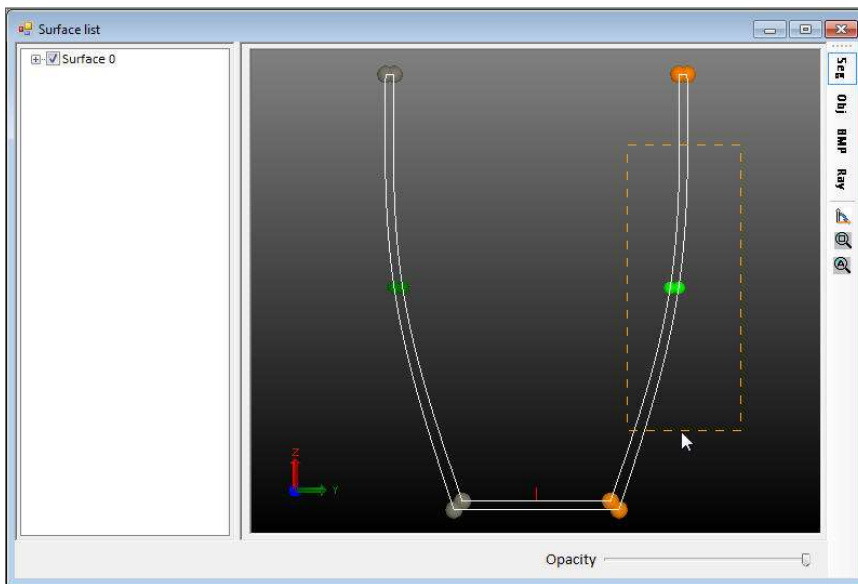 Surface list
Surface 0
Seg
Obj
BMP
Ray
Z
Y
Opacity